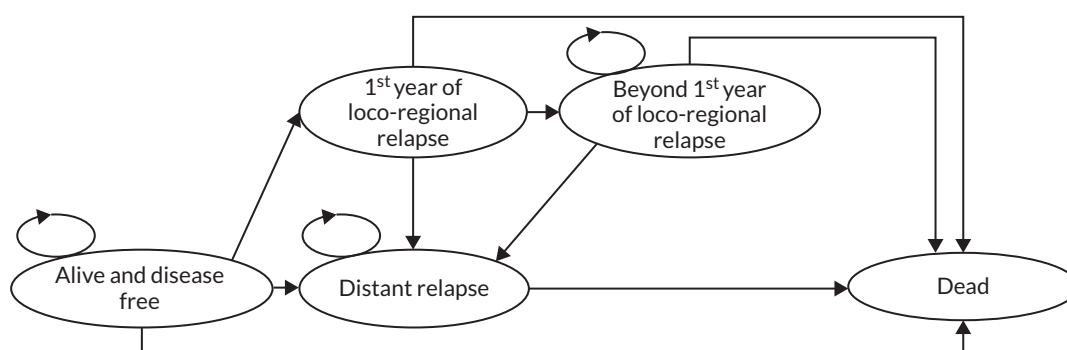 1st year of
loco-regional
relapse
Beyond 1st year
of loco-regional
relapse
Alive and disease
free
Distant relapse
Dead